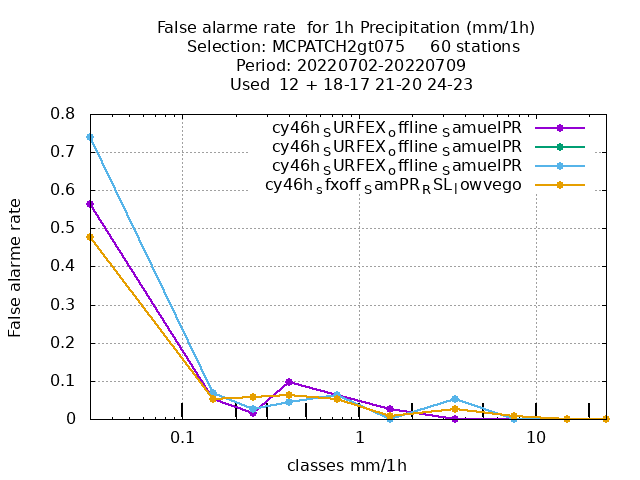 False alarme rate  for 1h Precipitation (mm/1h)
Selection: MCPATCH2gt075     60 stations
Period: 20220702-20220709
Used  12 + 18-17 21-20 24-23
cy46h_SURFEX_offline_SamuelPR
cy46h_SURFEX_offline_SamuelPR
cy46h_SURFEX_offline_SamuelPR
cy46h_sfxoff_SamPR_RSL_lowvego
0.8
0.7
0.6
0.5
0.4
0.3
0.2
0.1
0
False alarme rate
0.1 1 10
classes mm/1h